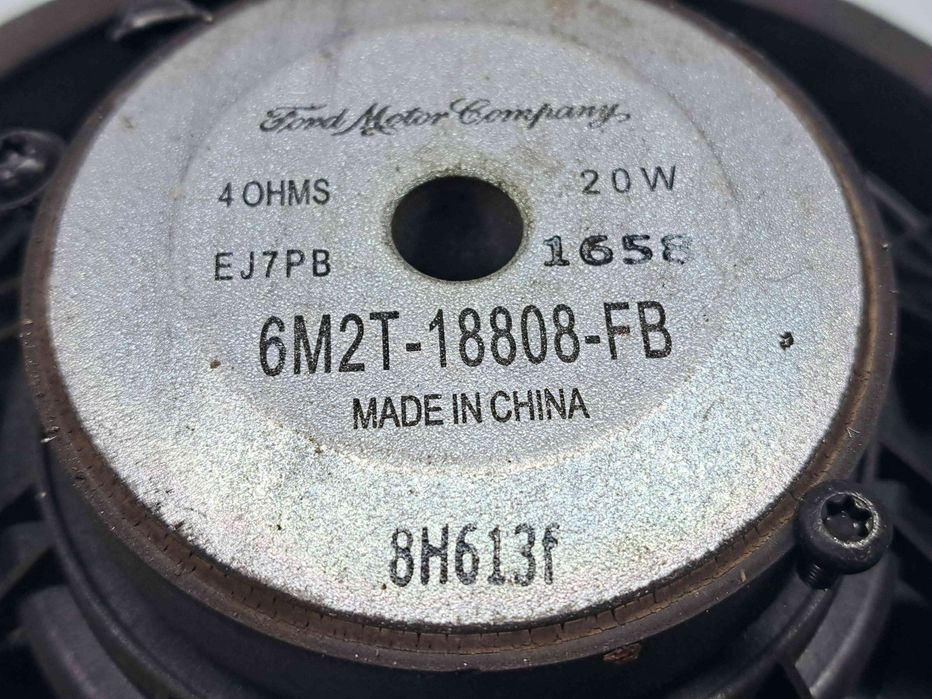 Ford Motor Company,
4 OHMS 20W
EJ7PB 1658
6M2T-18808-FB
MADE IN CHINA
8H613f